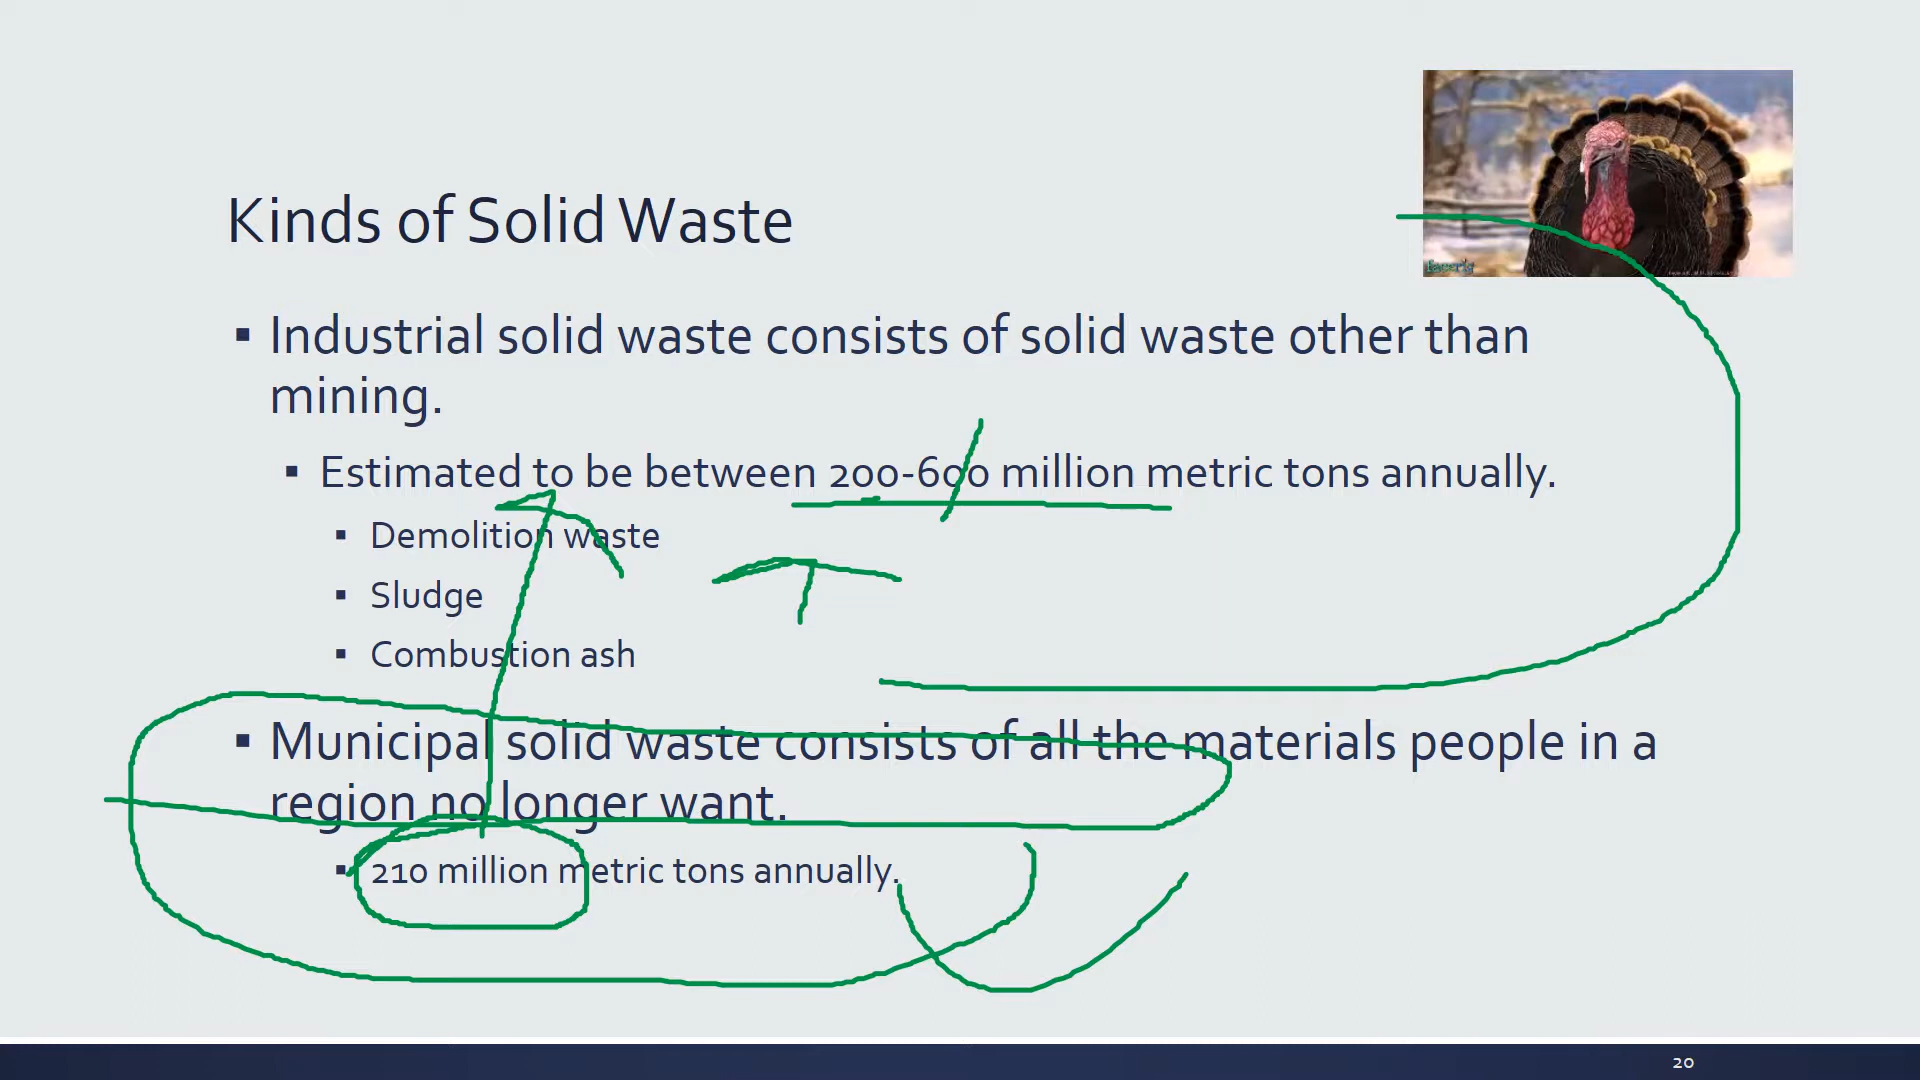 Kinds of Solid Waste
▪ Industrial solid waste consists of solid waste other than
mining.
▪ Estimated to be between 200-600 million metric tons annually.
▪ Demolition waste
▪ Sludge
▪ Combustion ash
▪ Municipal solid waste consists of all the materials people in a
region no longer want.
▪ 210 million metric tons annually.
20